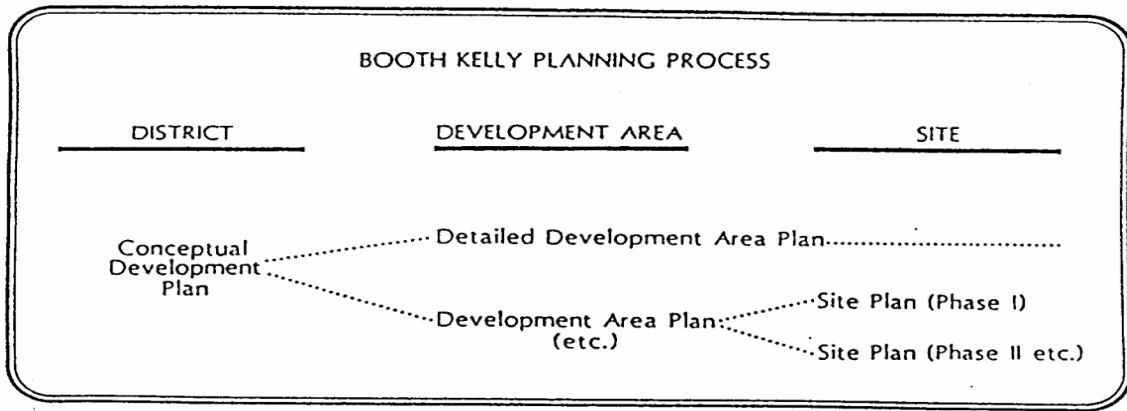 BOOTH KELLY PLANNING PROCESS
DISTRICT
DEVELOPMENT AREA
SITE
Conceptual
Development
Plan
Detailed Development Area Plan
Development Area Plan
(etc.)
Site Plan (Phase I)
Site Plan (Phase II etc.)